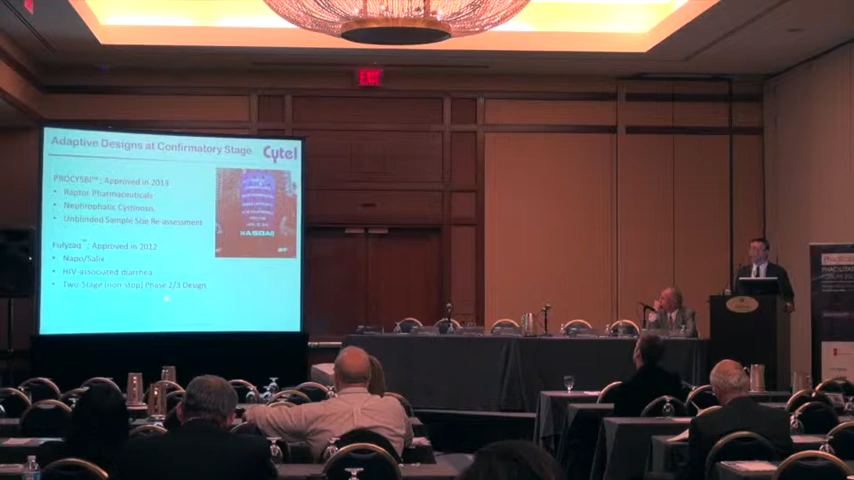 EXIT
Adaptive Designs at Confirmatory Stage
Cytel
PROCYSBI™; Approved in 2013
• Raptor Pharmaceuticals
• Nephropathic Cystinosis
• Unblinded Sample Size Re-assessment
NASDAQ
Fulyzaq™; Approved in 2012
• Napo/Salix
• HIV-associated diarrhea
• Two-Stage (non stop) Phase 2/3 Design